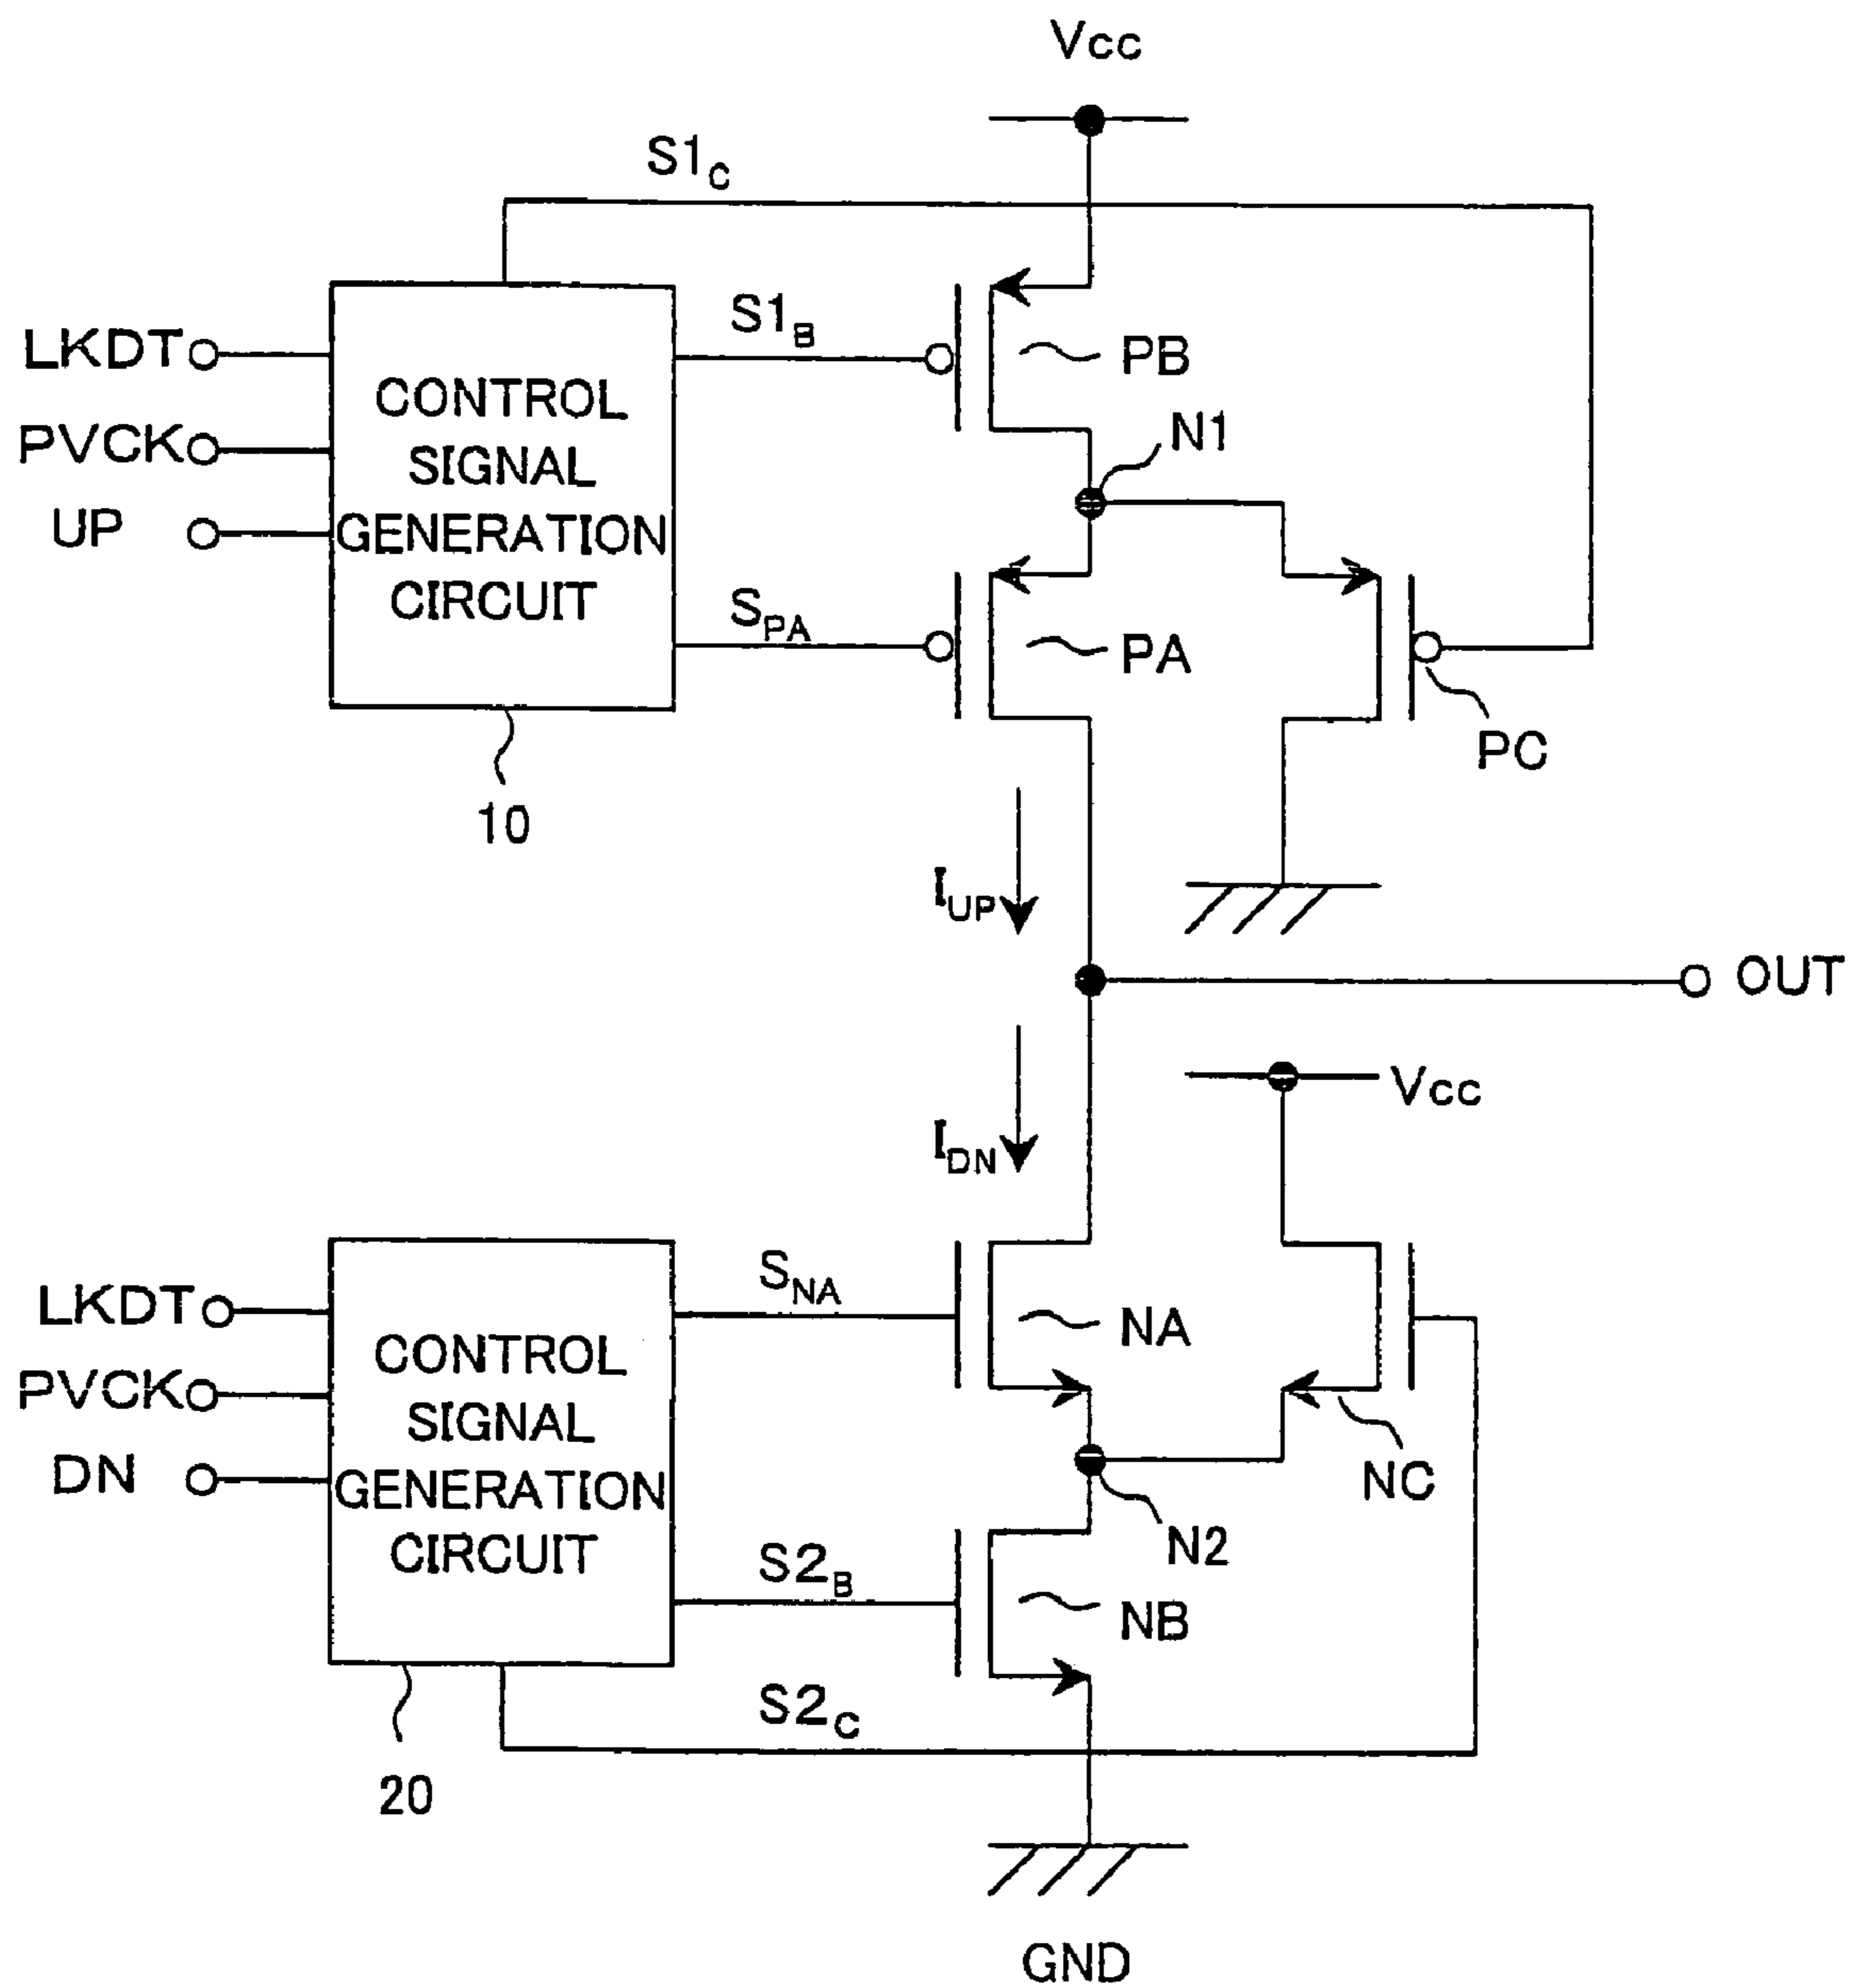 Vcc
S1C
LKDT
PVCK
UP
CONTROL
SIGNAL
GENERATION
CIRCUIT
S1B
PB
N1
SPA
PA
PC
10
IUP
OUT
IDN
Vcc
LKDT
PVCK
DN
CONTROL
SIGNAL
GENERATION
CIRCUIT
SNA
NA
NC
N2
S2B
NB
S2C
20
GND